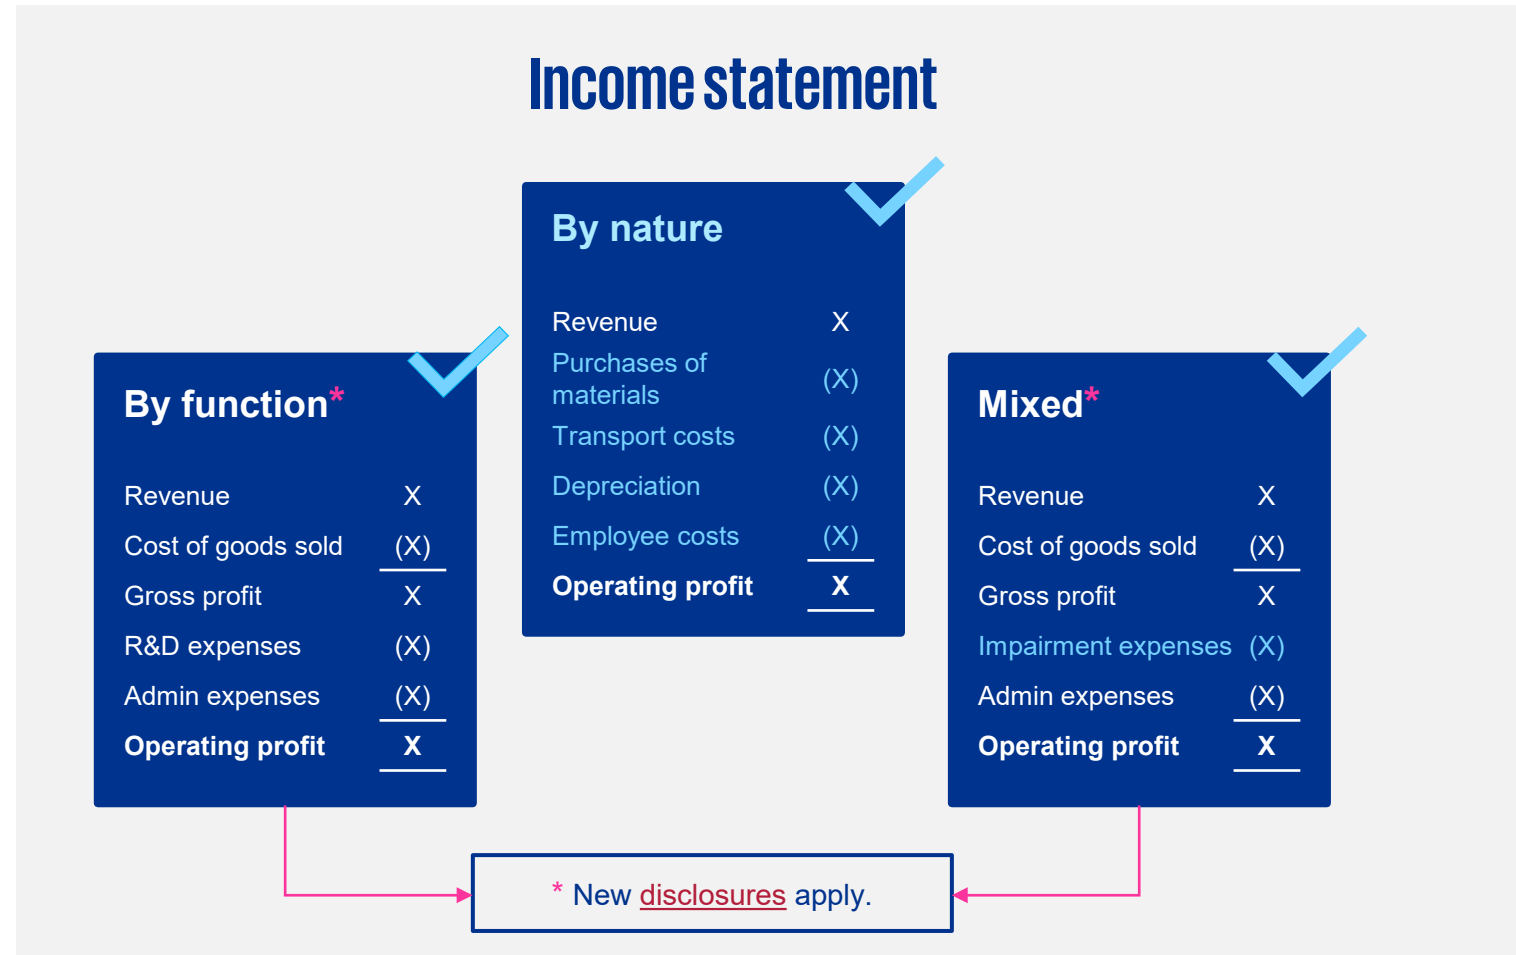 Income statement
By function*
Revenue X
Cost of goods sold (X)
Gross profit X
R&D expenses (X)
Admin expenses (X)
Operating profit X
By nature
Revenue X
Purchases of
materials (X)
Transport costs (X)
Depreciation (X)
Employee costs (X)
Operating profit X
Mixed*
Revenue X
Cost of goods sold (X)
Gross profit X
Impairment expenses (X)
Admin expenses (X)
Operating profit X
* New disclosures apply.